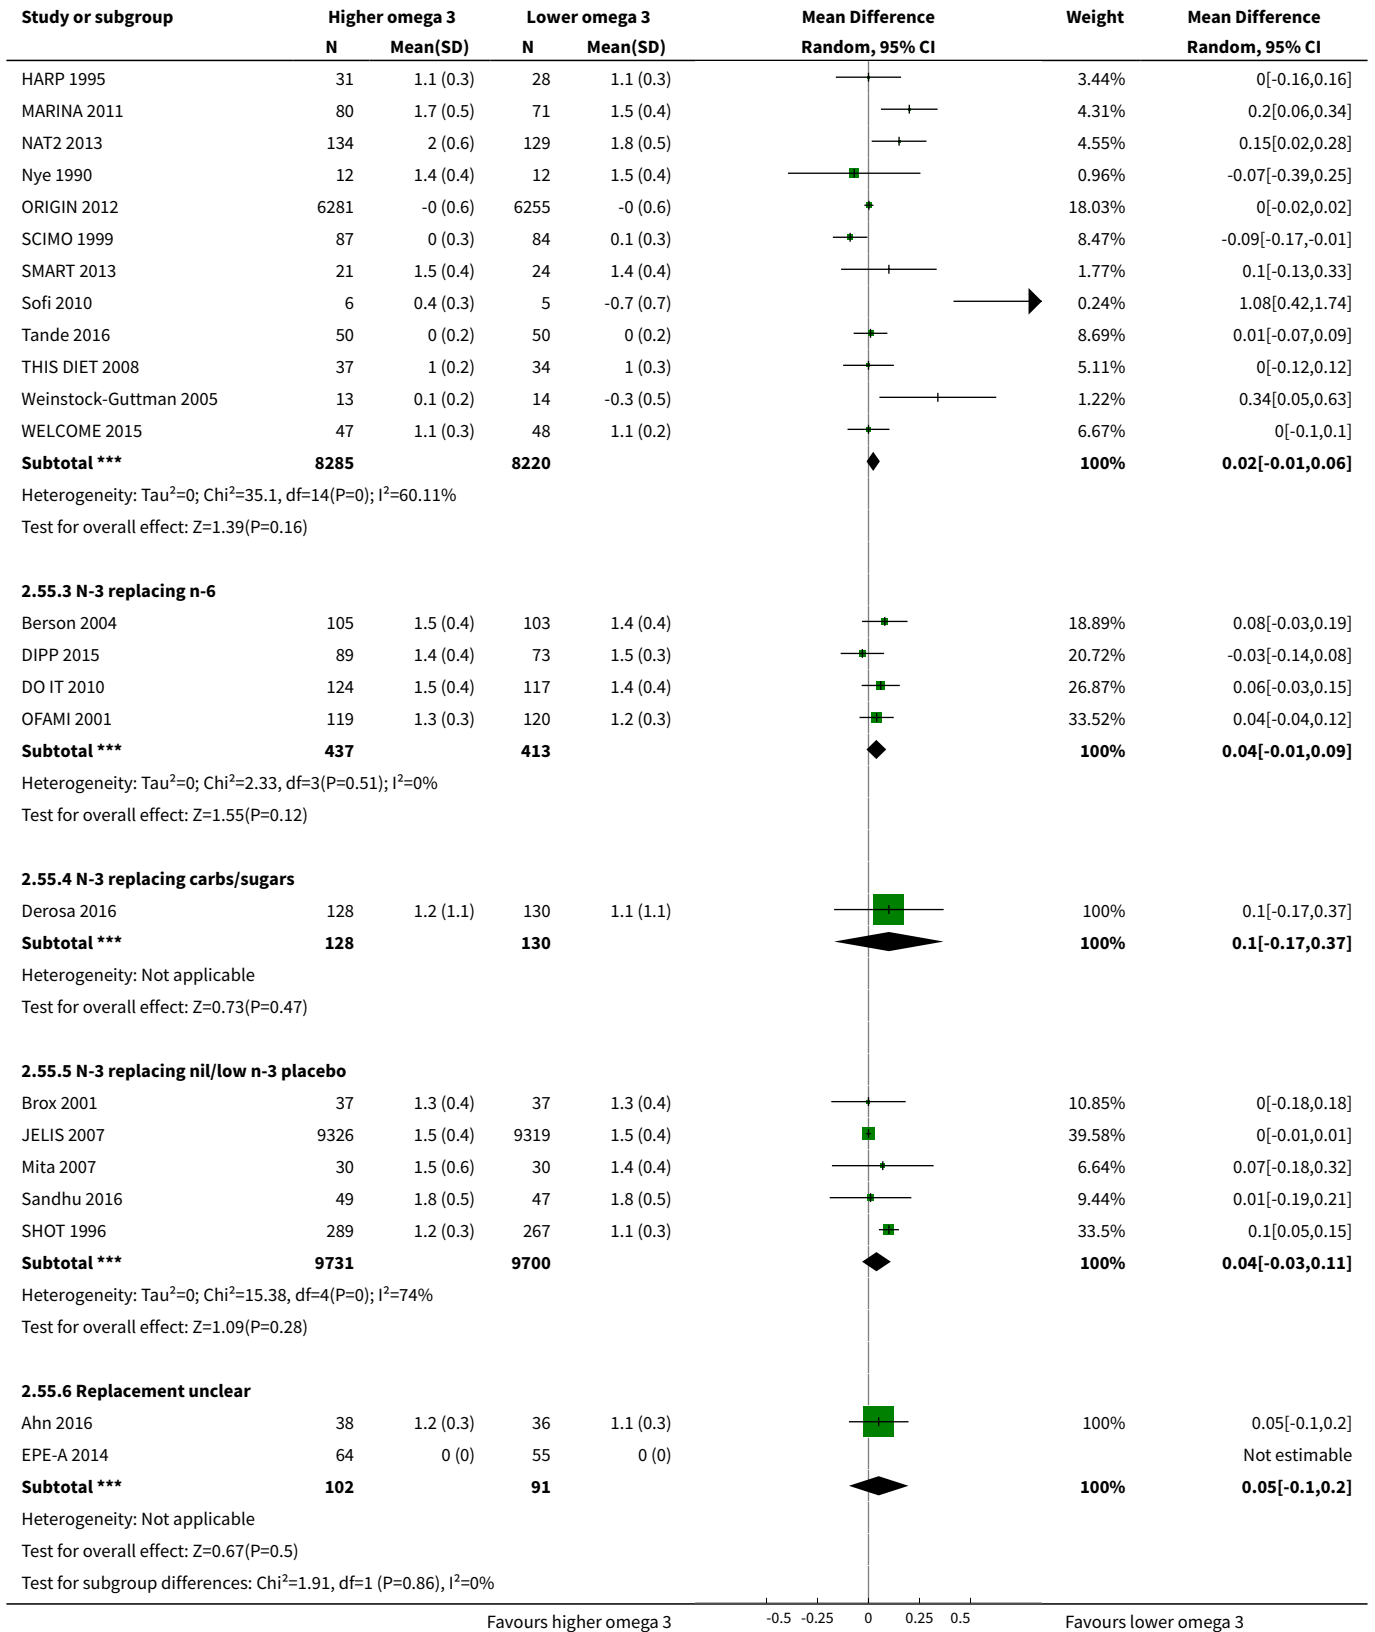 Study or subgroup Higher omega 3 Lower omega 3 Mean Difference Weight Mean Difference
N Mean(SD) N Mean(SD) Random, 95% CI Random, 95% CI
HARP 1995 31 1.1 (0.3) 28 1.1 (0.3) 3.44% 0[-0.16,0.16]
MARINA 2011 80 1.7 (0.5) 71 1.5 (0.4) 4.31% 0.2[0.06,0.34]
NAT2 2013 134 2 (0.6) 129 1.8 (0.5) 4.55% 0.15[0.02,0.28]
Nye 1990 12 1.4 (0.4) 12 1.5 (0.4) 0.96% -0.07[-0.39,0.25]
ORIGIN 2012 6281 -0 (0.6) 6255 -0 (0.6) 18.03% 0[-0.02,0.02]
SCIMO 1999 87 0 (0.3) 84 0.1 (0.3) 8.47% -0.09[-0.17,-0.01]
SMART 2013 21 1.5 (0.4) 24 1.4 (0.4) 1.77% 0.1[-0.13,0.33]
Sofi 2010 6 0.4 (0.3) 5 -0.7 (0.7) 0.24% 1.08[0.42,1.74]
Tande 2016 50 0 (0.2) 50 0 (0.2) 8.69% 0.01[-0.07,0.09]
THIS DIET 2008 37 1 (0.2) 34 1 (0.3) 5.11% 0[-0.12,0.12]
Weinstock-Guttman 2005 13 0.1 (0.2) 14 -0.3 (0.5) 1.22% 0.34[0.05,0.63]
WELCOME 2015 47 1.1 (0.3) 48 1.1 (0.2) 6.67% 0[-0.1,0.1]
Subtotal *** 8285 8220 100% 0.02[-0.01,0.06]
Heterogeneity: Tau²=0; Chi²=35.1, df=14(P=0); I²=60.11%
Test for overall effect: Z=1.39(P=0.16)
2.55.3 N-3 replacing n-6
Berson 2004 105 1.5 (0.4) 103 1.4 (0.4) 18.89% 0.08[-0.03,0.19]
DIPP 2015 89 1.4 (0.4) 73 1.5 (0.3) 20.72% -0.03[-0.14,0.08]
DO IT 2010 124 1.5 (0.4) 117 1.4 (0.4) 26.87% 0.06[-0.03,0.15]
OFAMI 2001 119 1.3 (0.3) 120 1.2 (0.3) 33.52% 0.04[-0.04,0.12]
Subtotal *** 437 413 100% 0.04[-0.01,0.09]
Heterogeneity: Tau²=0; Chi²=2.33, df=3(P=0.51); I²=0%
Test for overall effect: Z=1.55(P=0.12)
2.55.4 N-3 replacing carbs/sugars
Derosa 2016 128 1.2 (1.1) 130 1.1 (1.1) 100% 0.1[-0.17,0.37]
Subtotal *** 128 130 100% 0.1[-0.17,0.37]
Heterogeneity: Not applicable
Test for overall effect: Z=0.73(P=0.47)
2.55.5 N-3 replacing nil/low n-3 placebo
Brox 2001 37 1.3 (0.4) 37 1.3 (0.4) 10.85% 0[-0.18,0.18]
JELIS 2007 9326 1.5 (0.4) 9319 1.5 (0.4) 39.58% 0[-0.01,0.01]
Mita 2007 30 1.5 (0.6) 30 1.4 (0.4) 6.64% 0.07[-0.18,0.32]
Sandhu 2016 49 1.8 (0.5) 47 1.8 (0.5) 9.44% 0.01[-0.19,0.21]
SHOT 1996 289 1.2 (0.3) 267 1.1 (0.3) 33.5% 0.1[0.05,0.15]
Subtotal *** 9731 9700 100% 0.04[-0.03,0.11]
Heterogeneity: Tau²=0; Chi²=15.38, df=4(P=0); I²=74%
Test for overall effect: Z=1.09(P=0.28)
2.55.6 Replacement unclear
Ahn 2016 38 1.2 (0.3) 36 1.1 (0.3) 100% 0.05[-0.1,0.2]
EPE-A 2014 64 0 (0) 55 0 (0) Not estimable
Subtotal *** 102 91 100% 0.05[-0.1,0.2]
Heterogeneity: Not applicable
Test for overall effect: Z=0.67(P=0.5)
Test for subgroup differences: Chi²=1.91, df=1 (P=0.86), I²=0%
Favours higher omega 3 -0.5 -0.25 0 0.25 0.5 Favours lower omega 3